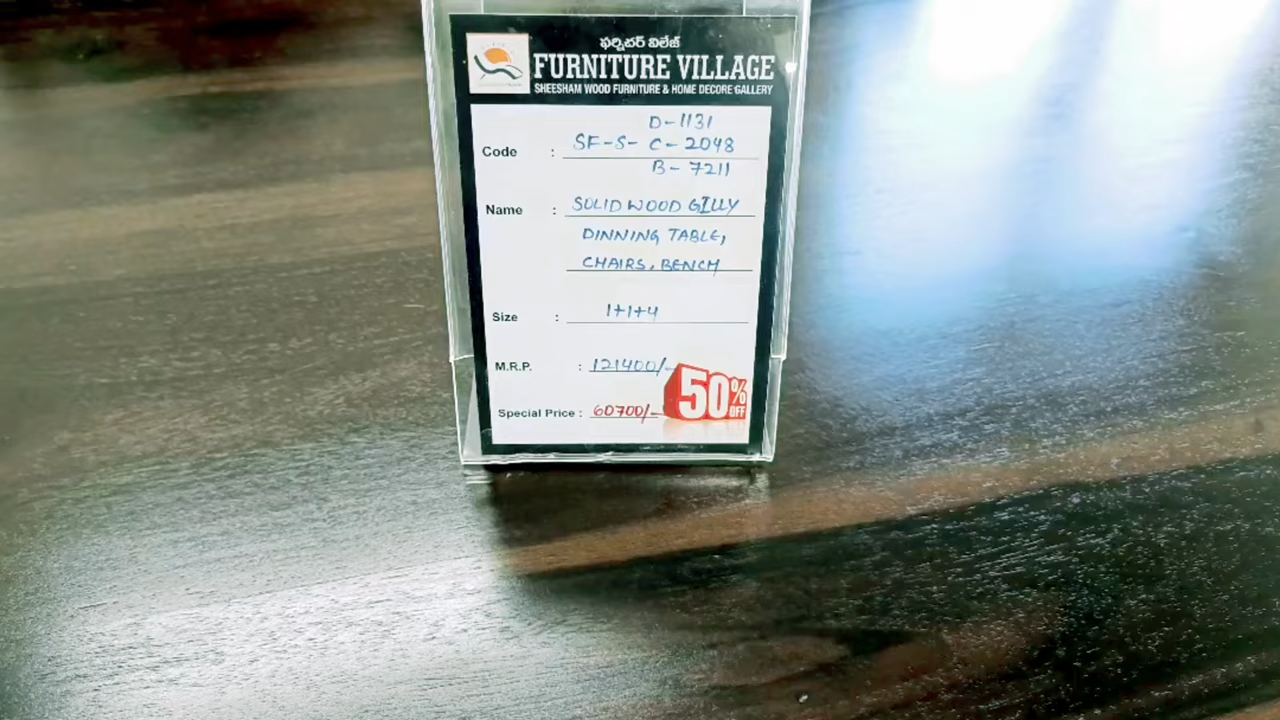 ఫర్నిచర్ విలేజ్
FURNITURE VILLAGE
SHEESHAM WOOD FURNITURE & HOME DECORE GALLERY
D-1131
Code : SF-S- C-2048
B-7211
Name : SOLID WOOD GILLY
DINNING TABLE,
CHAIRS, BENCH
Size : 1+1+4
M.R.P. : 121400/-
Special Price : 60700/-
50% OFF